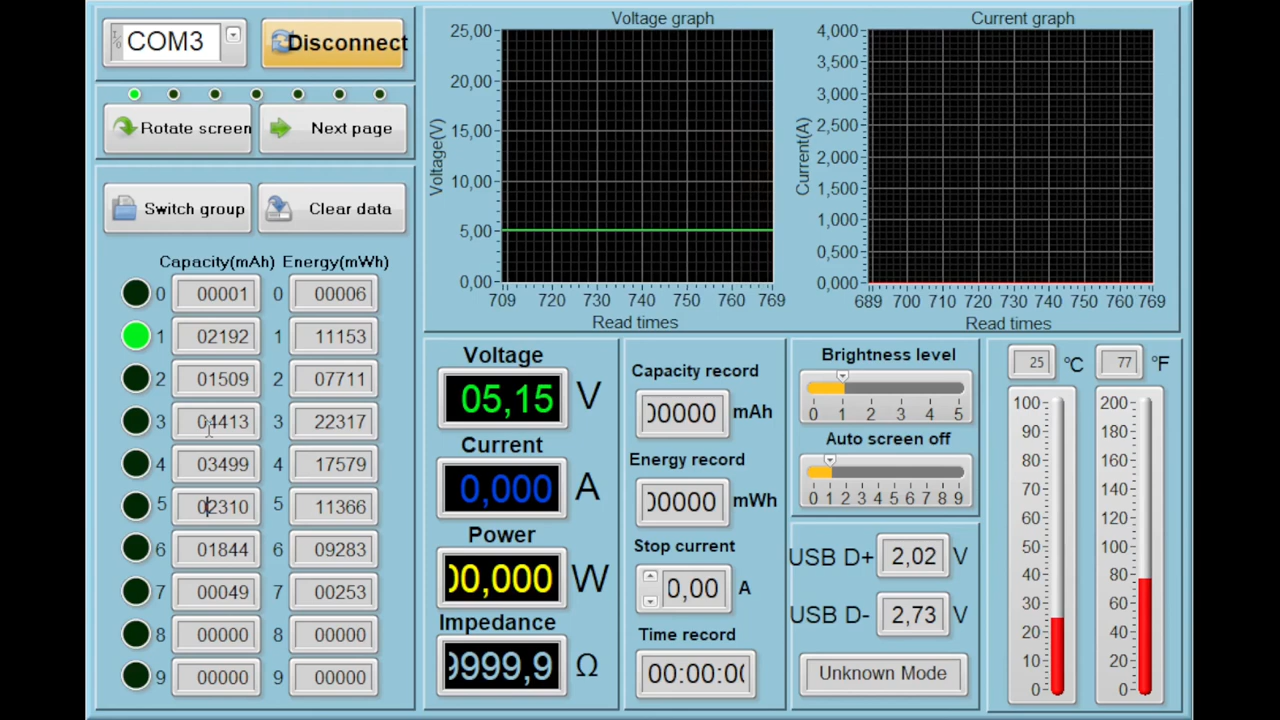 COM3
Disconnect
Rotate screen
Next page
Switch group
Clear data
Capacity(mAh) Energy(mWh)
0 00001 0 00006
1 02192 1 11153
2 01509 2 07711
3 04413 3 22317
4 03499 4 17579
5 02310 5 11366
6 01844 6 09283
7 00049 7 00253
8 00000 8 00000
9 00000 9 00000
Voltage graph
Voltage(V)
25,00
20,00
15,00
10,00
5,00
0,00
709 720 730 740 750 760 769
Read times
Current graph
Current(A)
4,000
3,500
3,000
2,500
2,000
1,500
1,000
0,500
0,000
689 700 710 720 730 740 750 769
Read times
Voltage
05,15 V
Current
0,000 A
Power
00,000 W
Impedance
9999,9 Ω
Capacity record
00000 mAh
Energy record
00000 mWh
Stop current
0,00 A
Time record
00:00:00
Brightness level
0 1 2 3 4 5
Auto screen off
0 1 2 3 4 5 6 7 8 9
USB D+ 2,02 V
USB D- 2,73 V
Unknown Mode
25 °C
100
90
80
70
60
50
40
30
20
10
0
77 °F
200
180
160
140
120
100
80
60
40
20
0